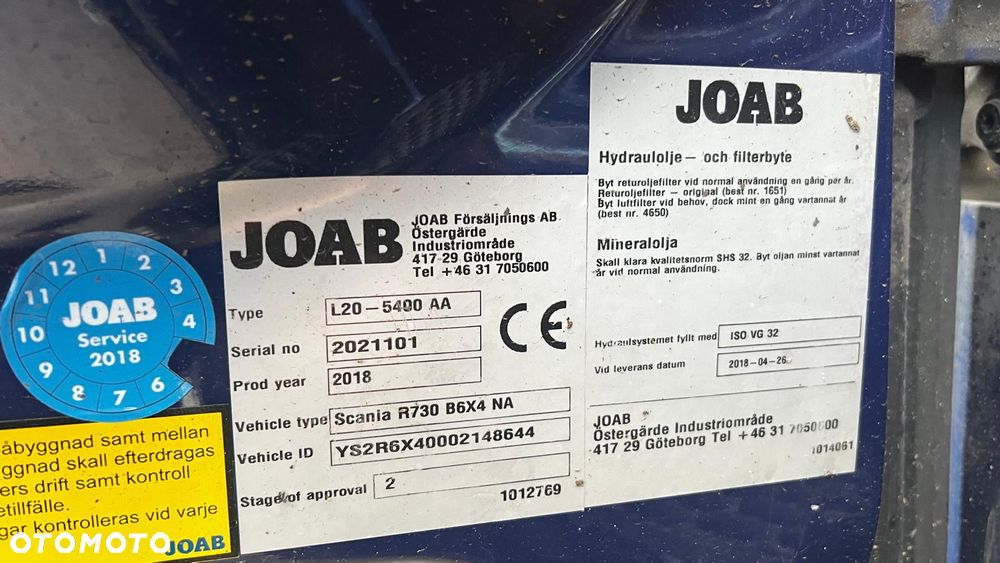 JOAB
JOAB Försäljnings AB
Östergärde
Industriområde
417 29 Göteborg
Tel +46 31 7050600
Type L20-5400 AA
Serial no 2021101
Prod year 2018
Vehicle type Scania R730 B6X4 NA
Vehicle ID YS2R6X40002148644
Stage of approval 2
1012769
CE
JOAB
Hydraulolje - och filterbyte
Byt returoljefilter vid normal användning en gång per år.
Returoljefilter - original (best nr. 1651)
Byt luftfilter vid behov, dock mint en gång vartannat år
(best nr. 4650)
Mineralolja
Skall klara kvalitetsnorm SHS 32. Byt oljan minst vartannat
år vid normal användning.
Hydraulsystemet fyllt med ISO VG 32
Vid leverans datum 2018-04-26
JOAB
Östergärde Industriområde
417 29 Göteborg Tel +46 31 7050600
1014061
12 1 2 3 4 6 7 8 9 10 11
JOAB
Service
2018
åbyggnad samt mellan
ggnad skall efterdragas
ers drift samt kontroll
etillfälle.
gar kontrolleras vid varje
JOAB
OTOMOTO